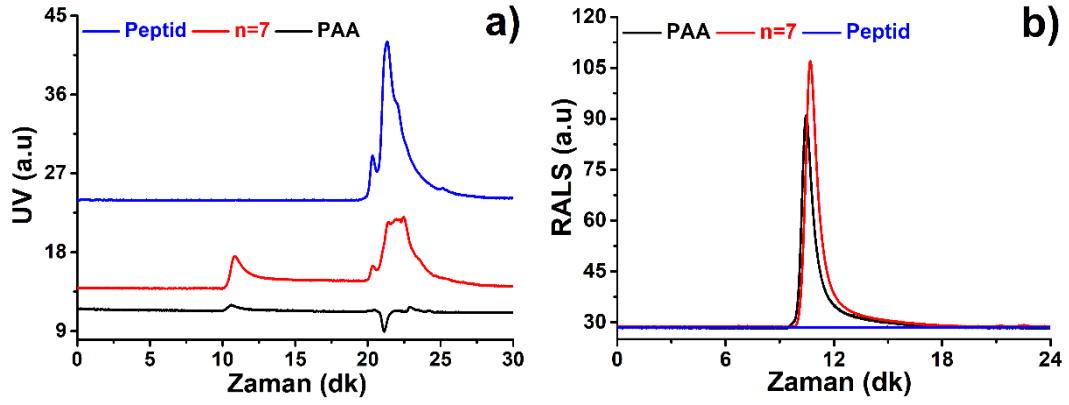 Peptid n=7 PAA
a)
45
36
27
18
9
UV (a.u)
0 5 10 15 20 25 30
Zaman (dk)
PAA n=7 Peptid
b)
105
90
75
60
45
30
RALS (a.u)
0 6 12 18 24
Zaman (dk)